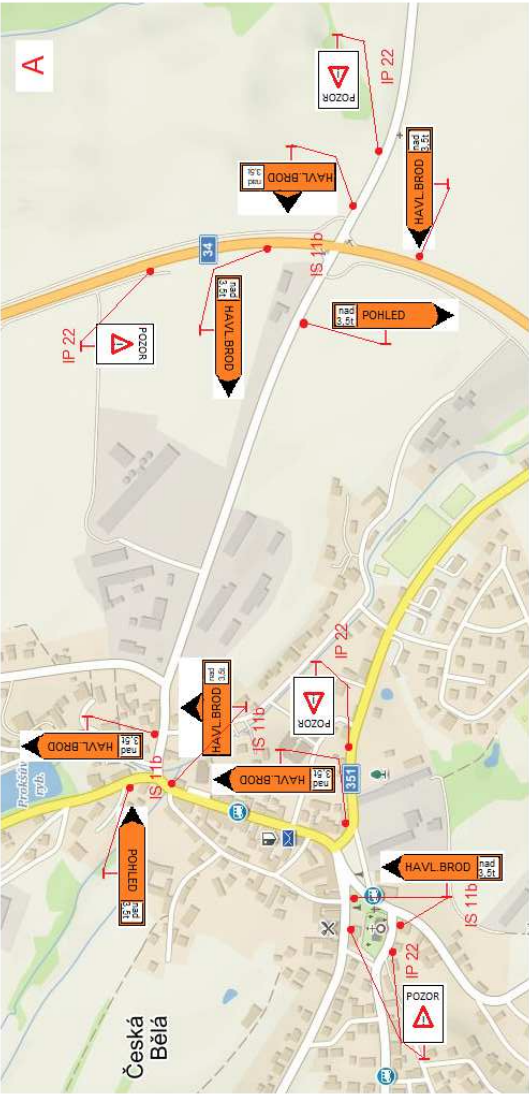 A
POZOR
IP 22
HAVL.BROD
nad
3,5t
nad
3,5t
HAVL.BROD
34
IS 11b
IP 22
POZOR
nad
3,5t
HAVL.BROD
nad
3,5t
POHLED
HAVL.BROD
nad
3,5t
HAVL.BROD
nad
3,5t
IP 22
POZOR
Prokšův
ryb.
IS 11b
IS 11b
HAVL.BROD
nad
3,5t
351
POHLED
nad
3,5t
HAVL.BROD
nad
3,5t
IS 11b
IP 22
POZOR
Česká
Bělá